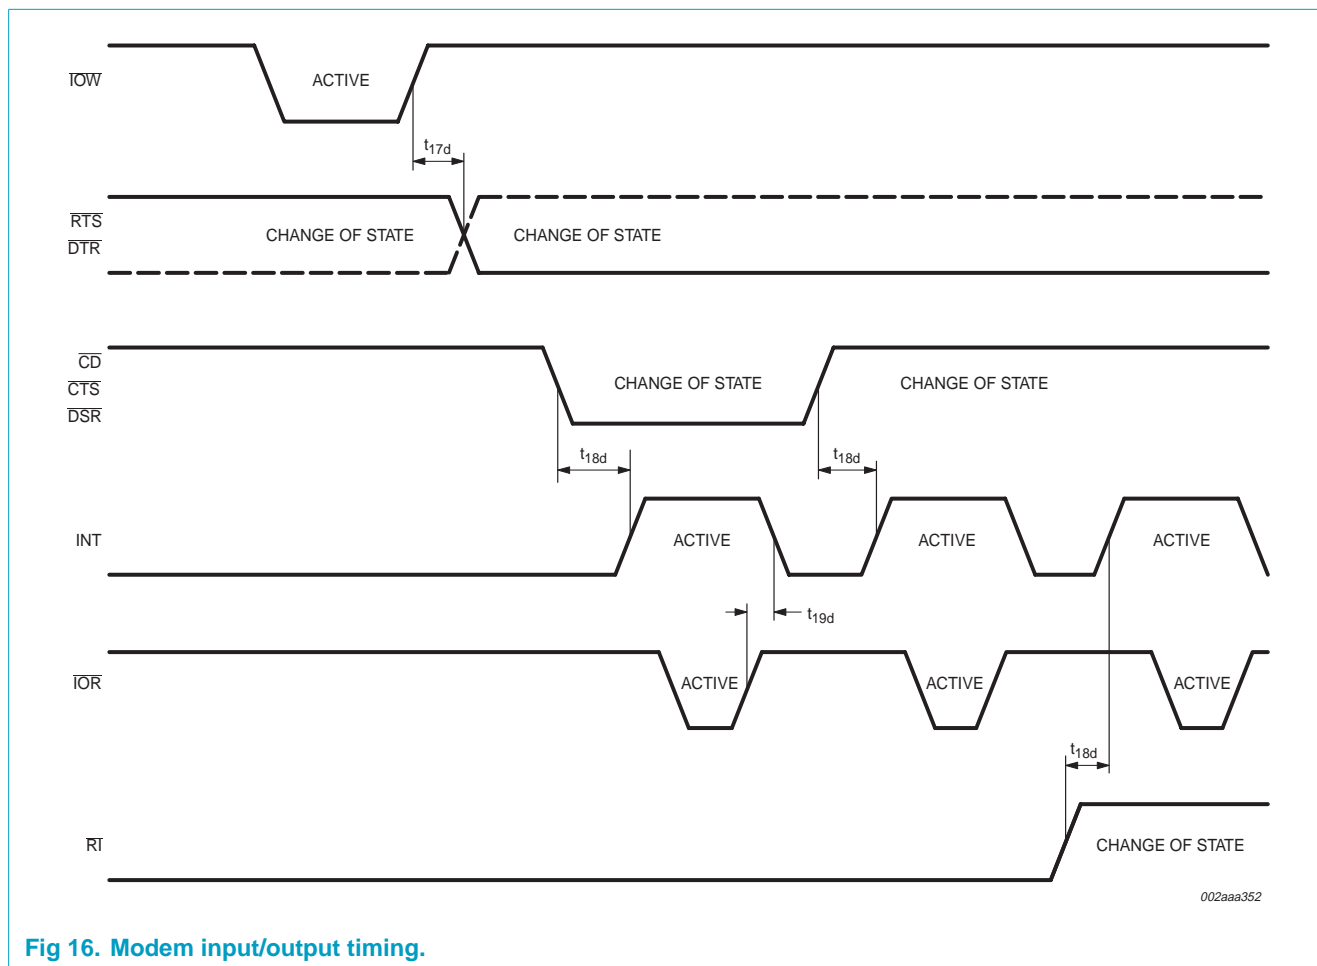 IOW
ACTIVE
t17d
RTS
DTR
CHANGE OF STATE
CHANGE OF STATE
CD
CTS
DSR
CHANGE OF STATE
CHANGE OF STATE
t18d
t18d
INT
ACTIVE
ACTIVE
ACTIVE
t19d
IOR
ACTIVE
ACTIVE
ACTIVE
t18d
RI
CHANGE OF STATE
002aaa352
Fig 16. Modem input/output timing.